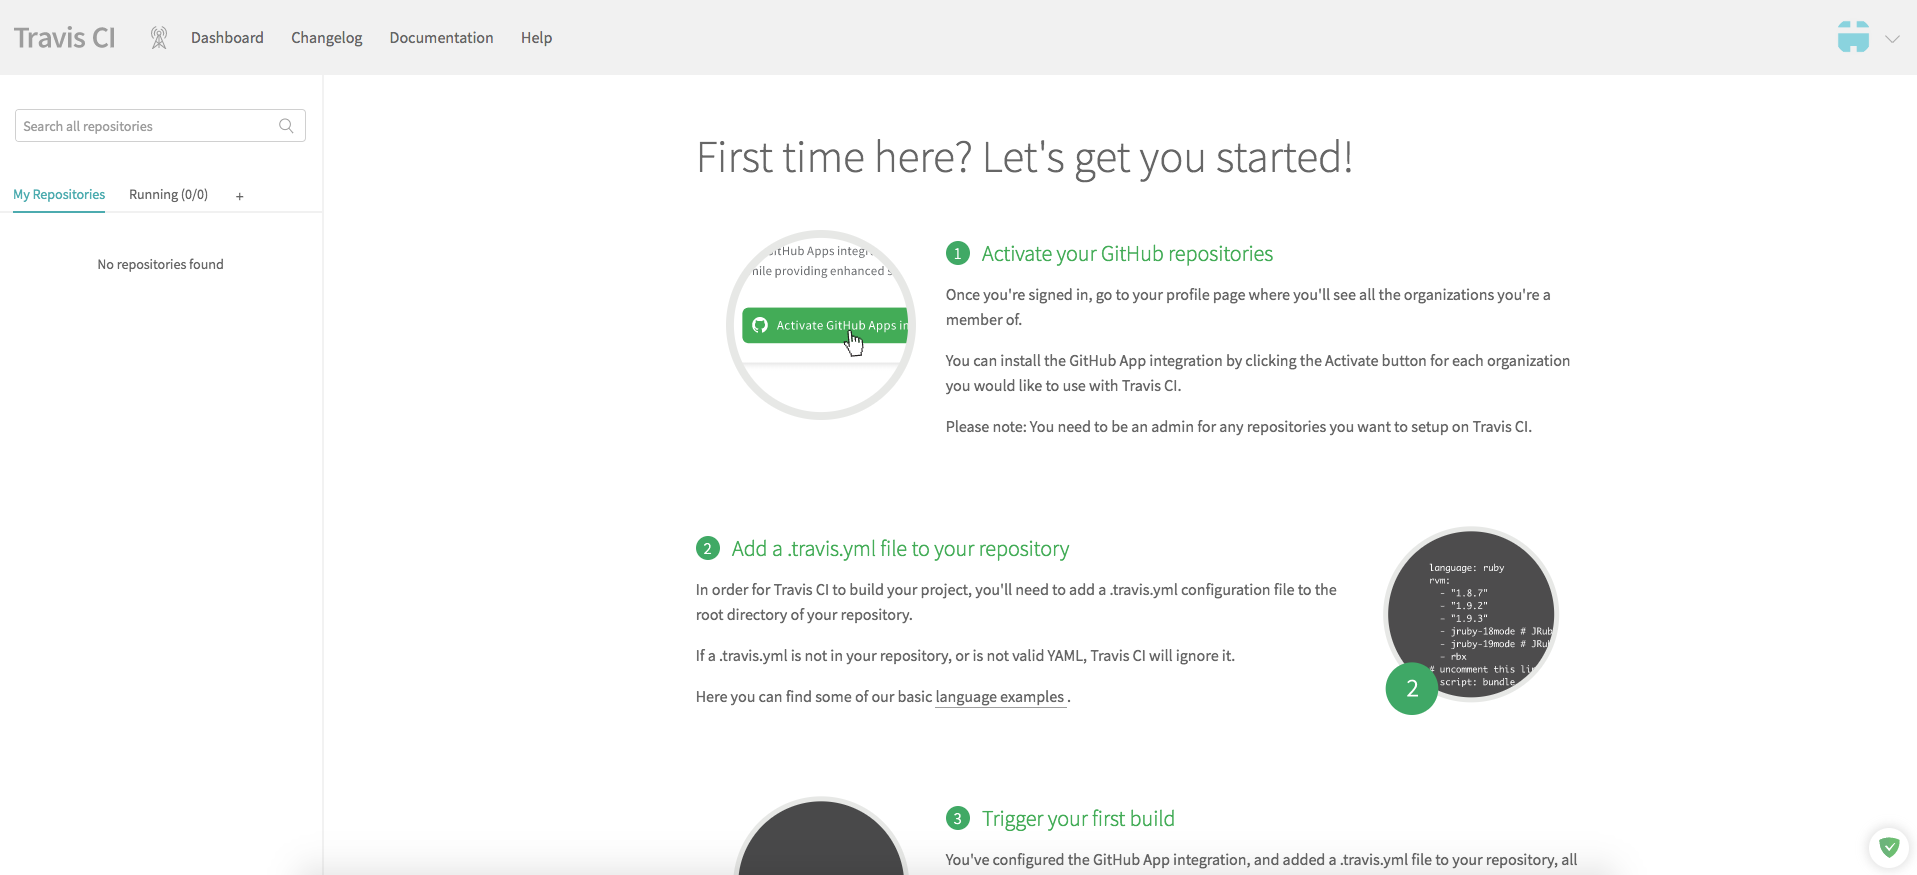 Travis CI
Dashboard
Changelog
Documentation
Help
Search all repositories
My Repositories
Running (0/0)
+
No repositories found
First time here? Let's get you started!
GitHub Apps integr
hile providing enhanced s
Activate GitHub Apps in
1 Activate your GitHub repositories
Once you're signed in, go to your profile page where you'll see all the organizations you're a
member of.
You can install the GitHub App integration by clicking the Activate button for each organization
you would like to use with Travis CI.
Please note: You need to be an admin for any repositories you want to setup on Travis CI.
2 Add a .travis.yml file to your repository
In order for Travis CI to build your project, you'll need to add a .travis.yml configuration file to the
root directory of your repository.
If a .travis.yml is not in your repository, or is not valid YAML, Travis CI will ignore it.
Here you can find some of our basic language examples .
language: ruby
rvm:
- "1.8.7"
- "1.9.2"
- "1.9.3"
- jruby-18mode # JRub
- jruby-19mode # JRub
- rbx
# uncomment this li
script: bundle
2
3 Trigger your first build
You've configured the GitHub App integration, and added a .travis.yml file to your repository, all